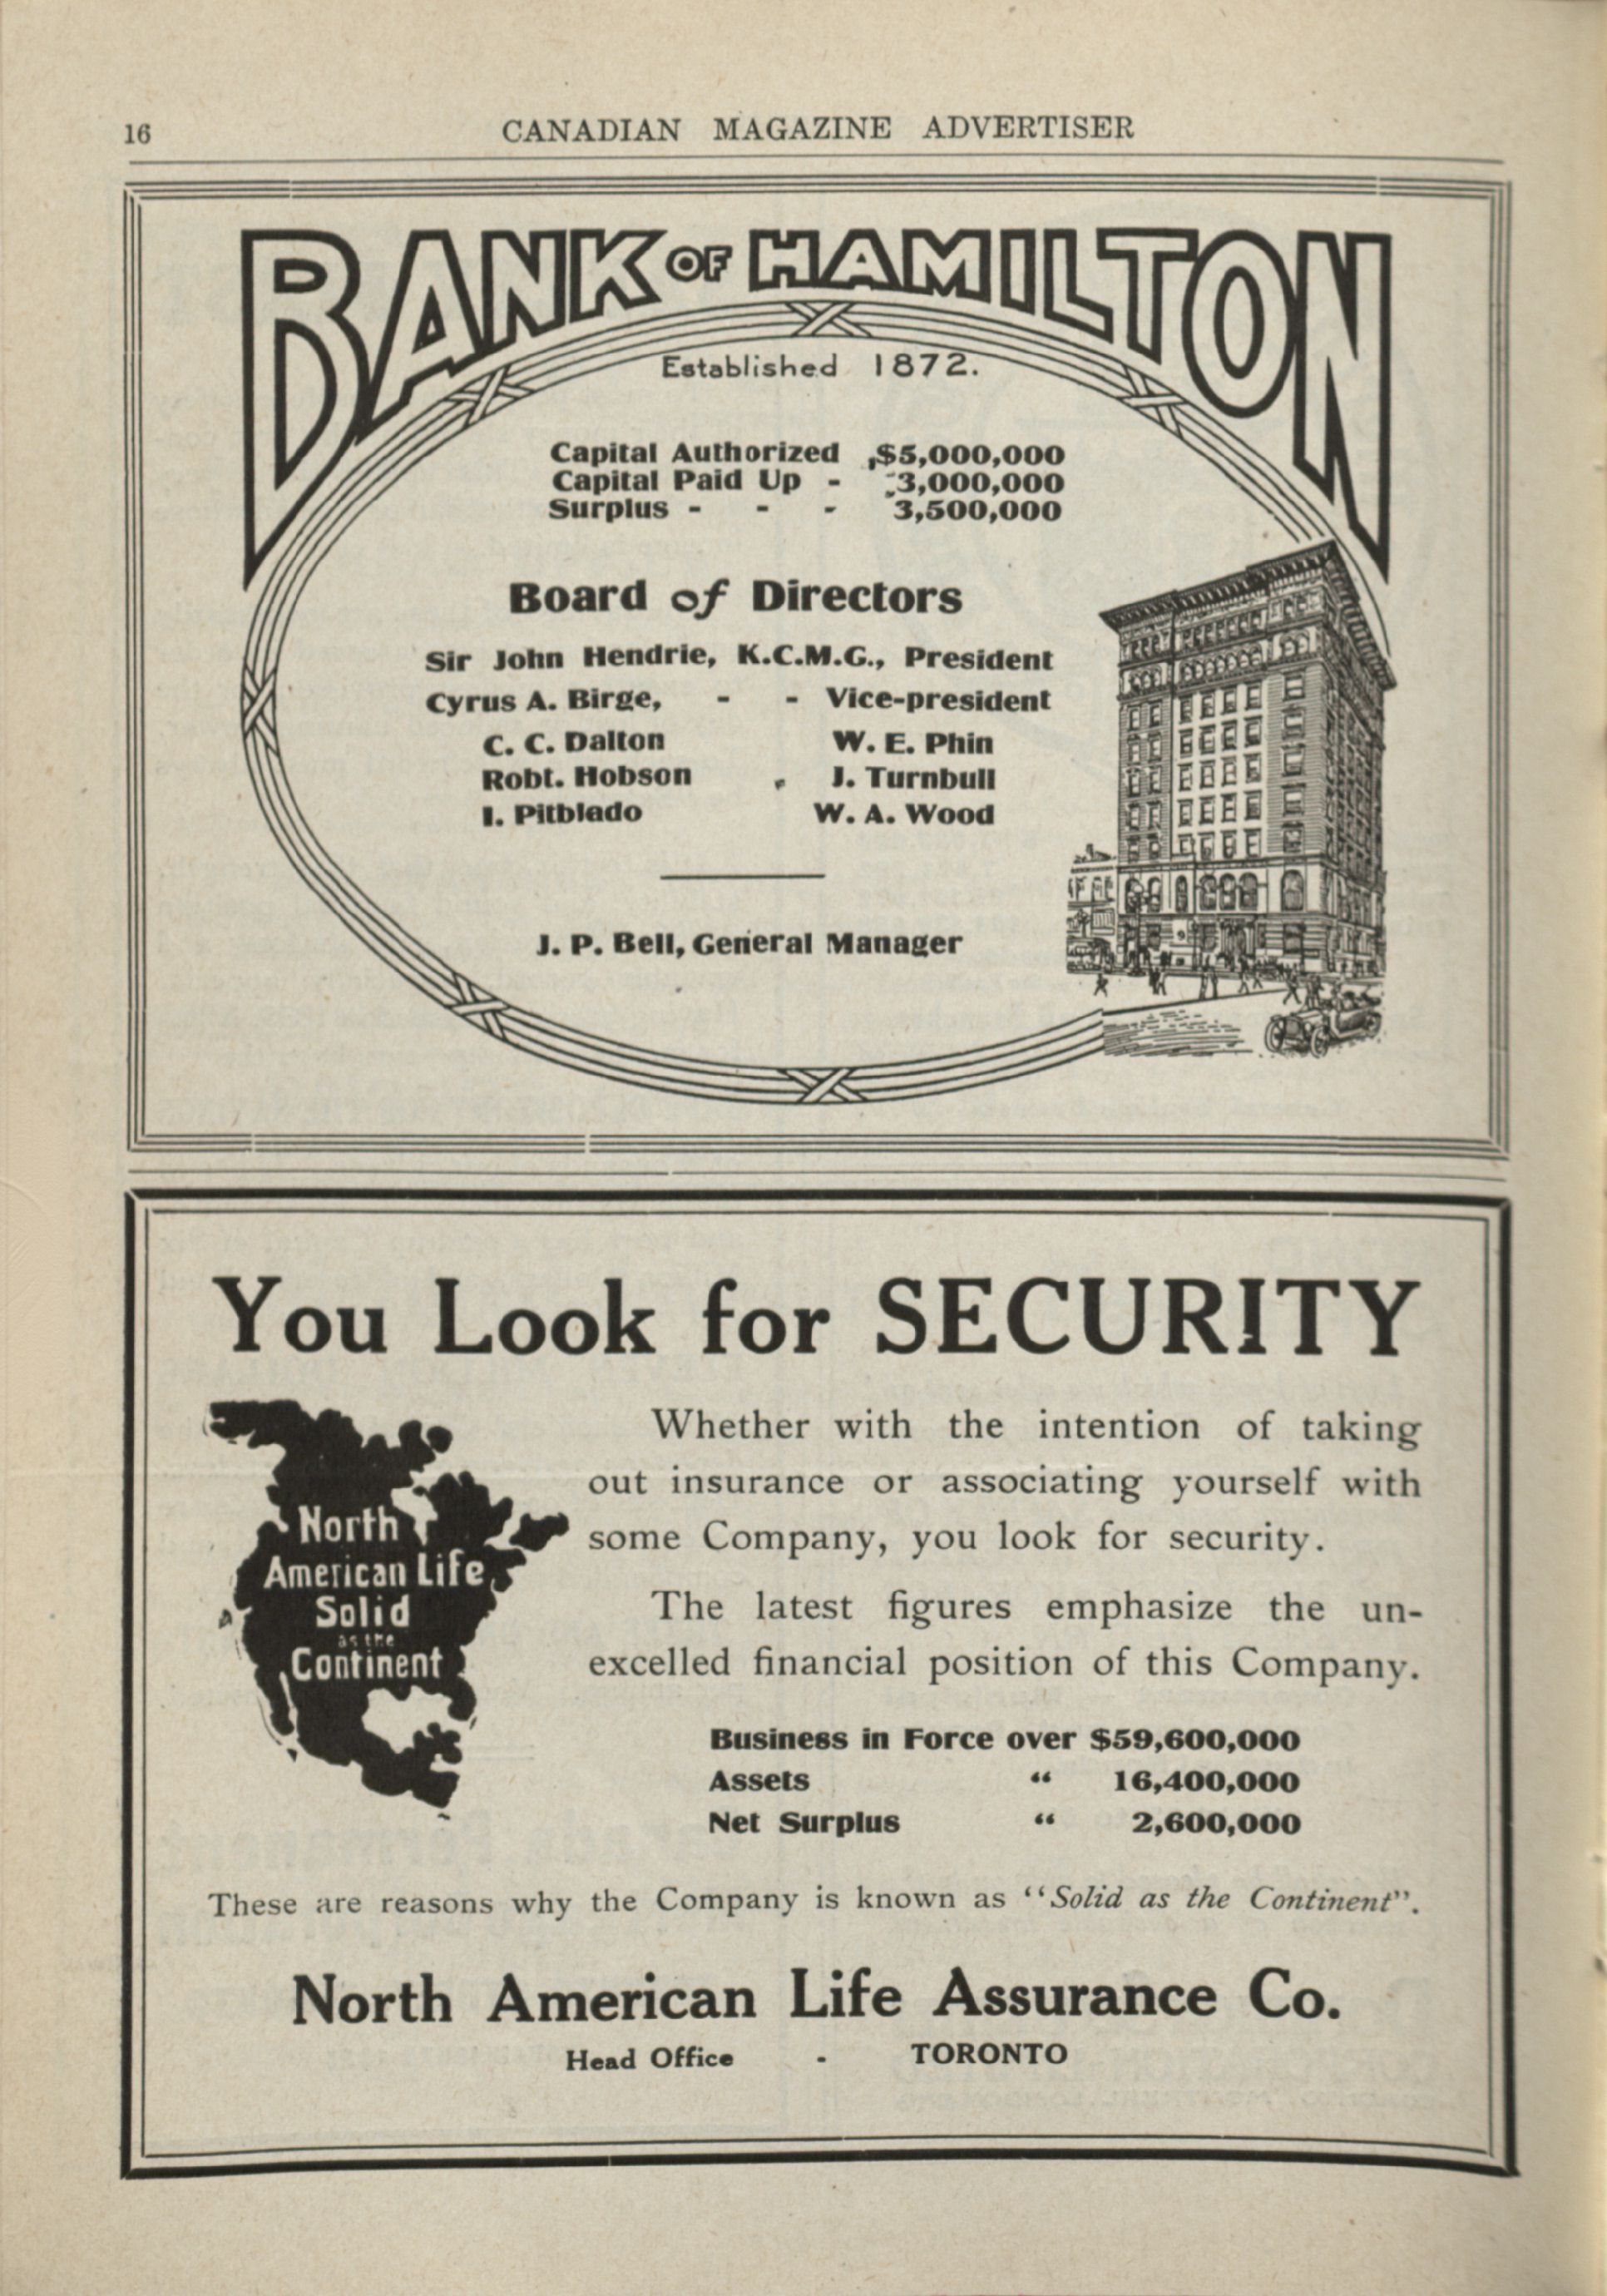 16
CANADIAN MAGAZINE ADVERTISER
BANK OF HAMILTON
Established 1872.
Capital Authorized $5,000,000
Capital Paid Up - 3,000,000
Surplus - - - 3,500,000
Board of Directors
Sir John Hendrie, K.C.M.G., President
Cyrus A. Birge, - - Vice-president
C. C. Dalton W. E. Phin
Robt. Hobson J. Turnbull
I. Pitblado W. A. Wood
J. P. Bell, General Manager
You Look for SECURITY
North
American Life
Solid
as the
Continent
Whether with the intention of taking
out insurance or associating yourself with
some Company, you look for security.
The latest figures emphasize the un-
excelled financial position of this Company.
Business in Force over $59,600,000
Assets “ 16,400,000
Net Surplus “ 2,600,000
These are reasons why the Company is known as “Solid as the Continent”.
North American Life Assurance Co.
Head Office - TORONTO